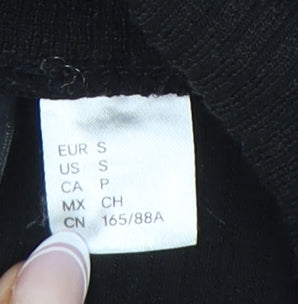 EUR S
US S
CA P
MX CH
CN 165/88A